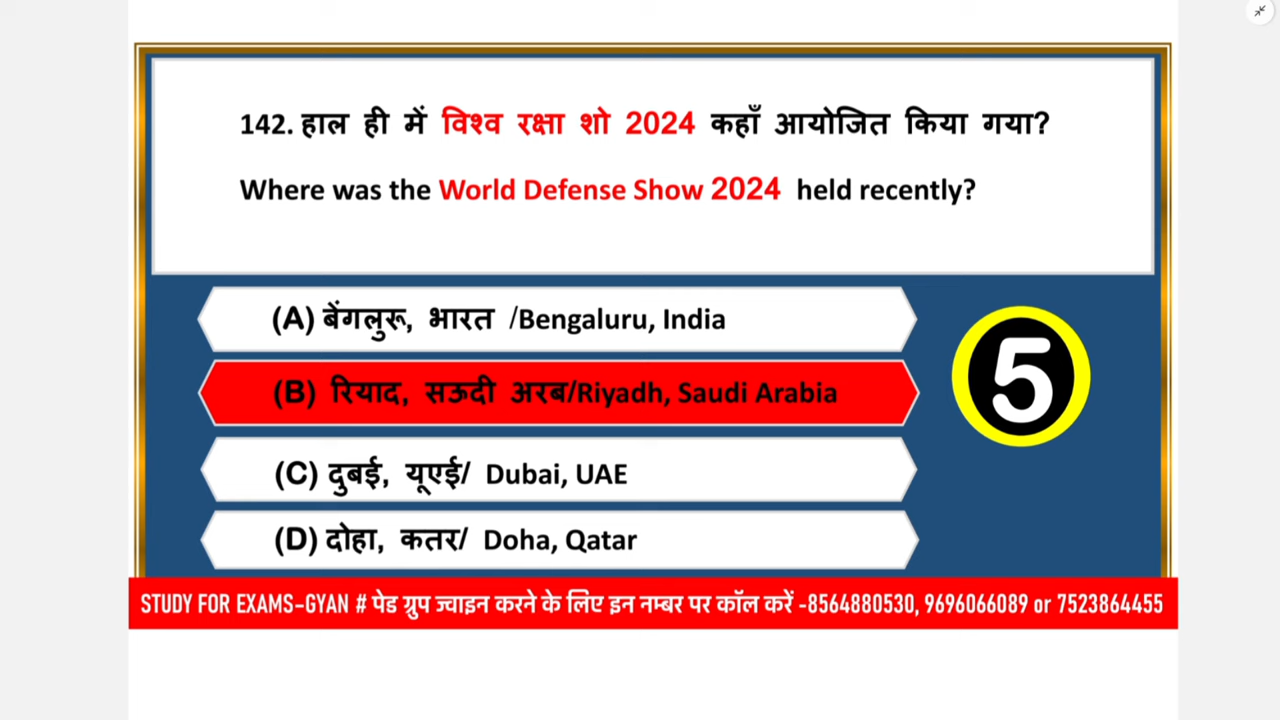 142. हाल ही में विश्व रक्षा शो 2024 कहाँ आयोजित किया गया?
Where was the World Defense Show 2024 held recently?
(A) बेंगलुरू, भारत /Bengaluru, India
(B) रियाद, सऊदी अरब/Riyadh, Saudi Arabia
(C) दुबई, यूएई/ Dubai, UAE
(D) दोहा, कतर/ Doha, Qatar
5
STUDY FOR EXAMS-GYAN # पेड ग्रुप ज्वाइन करने के लिए इन नम्बर पर कॉल करें -8564880530, 9696066089 or 7523864455